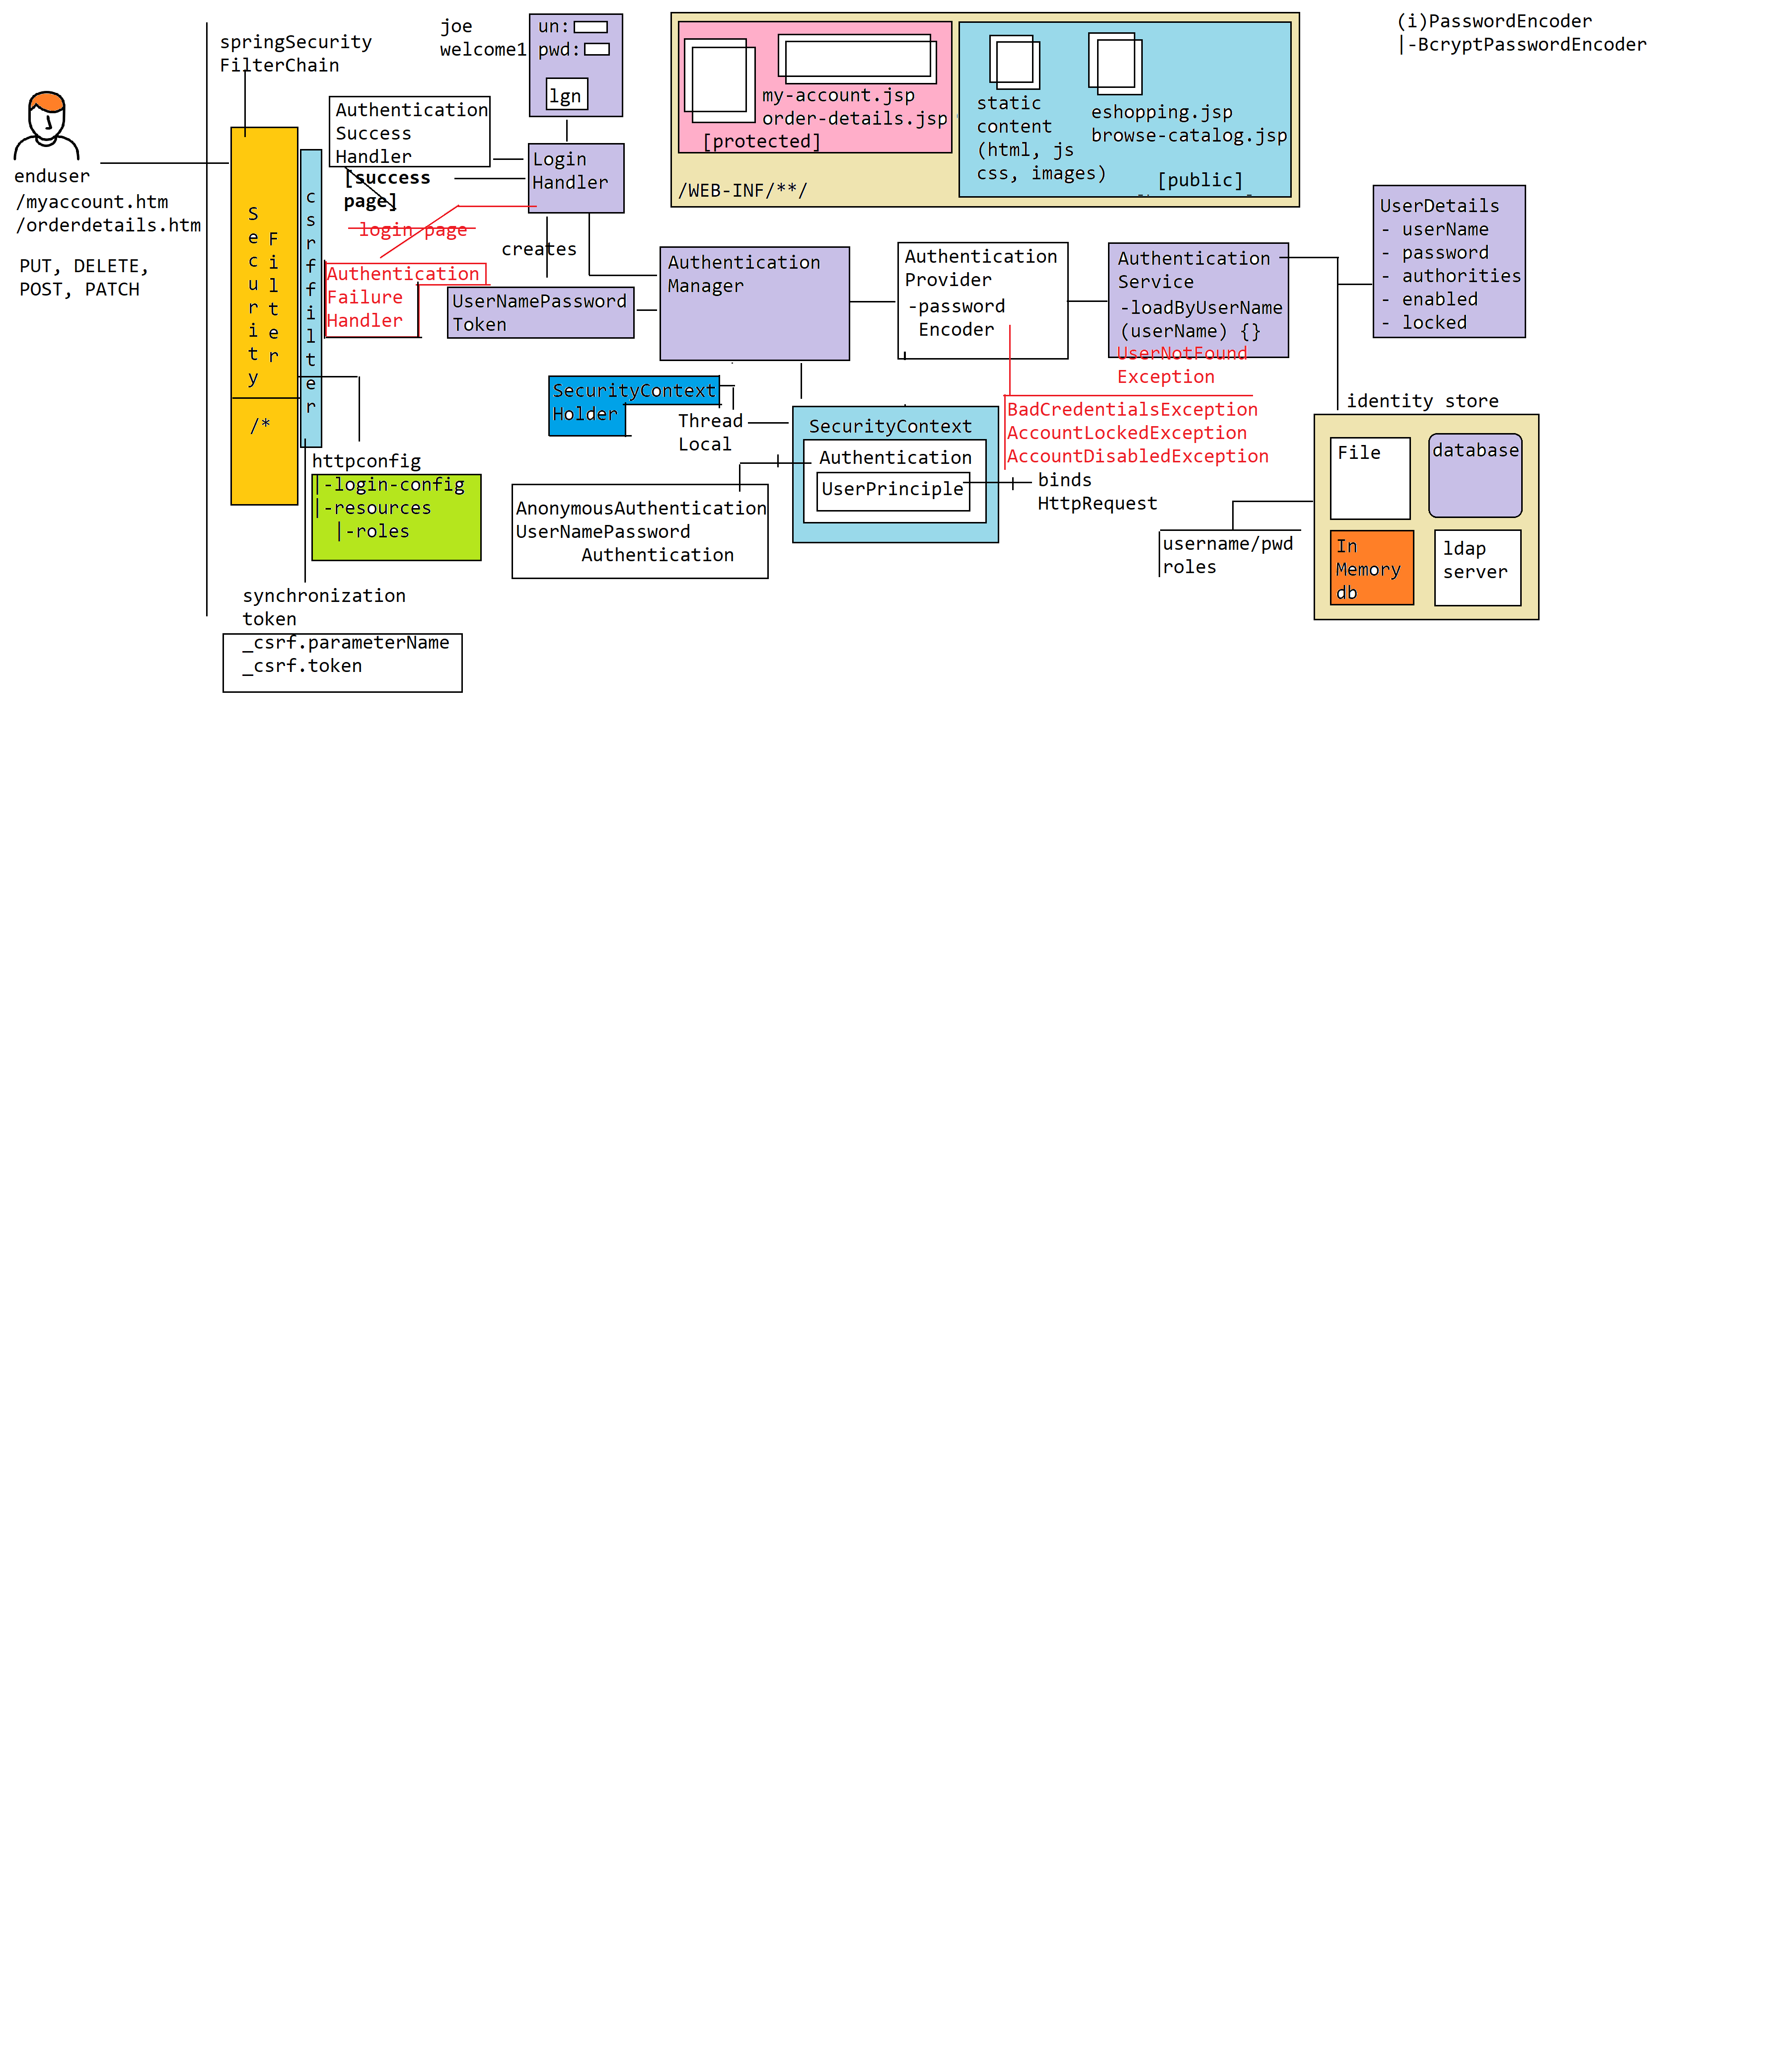 joe
welcome1
un:
pwd:
lgn
(i)PasswordEncoder
|-BcryptPasswordEncoder
springSecurity
FilterChain
enduser
/myaccount.htm
/orderdetails.htm
PUT, DELETE,
POST, PATCH
Security
Filter
/*
csrffilter
Authentication
Success
Handler
[success
page]
login page
Authentication
Failure
Handler
Login
Handler
creates
UserNamePassword
Token
my-account.jsp
order-details.jsp
[protected]
/WEB-INF/**/
static
content
(html, js
css, images)
eshopping.jsp
browse-catalog.jsp
[public]
Authentication
Manager
Authentication
Provider
-password
Encoder
Authentication
Service
-loadByUserName
(userName) {}
UserNotFound
Exception
UserDetails
- userName
- password
- authorities
- enabled
- locked
BadCredentialsException
AccountLockedException
AccountDisabledException
SecurityContext
Holder
Thread
Local
SecurityContext
Authentication
UserPrinciple
binds
HttpRequest
AnonymousAuthentication
UserNamePassword
Authentication
identity store
File
database
In
Memory
db
ldap
server
username/pwd
roles
httpconfig
|-login-config
|-resources
|-roles
synchronization
token
_csrf.parameterName
_csrf.token